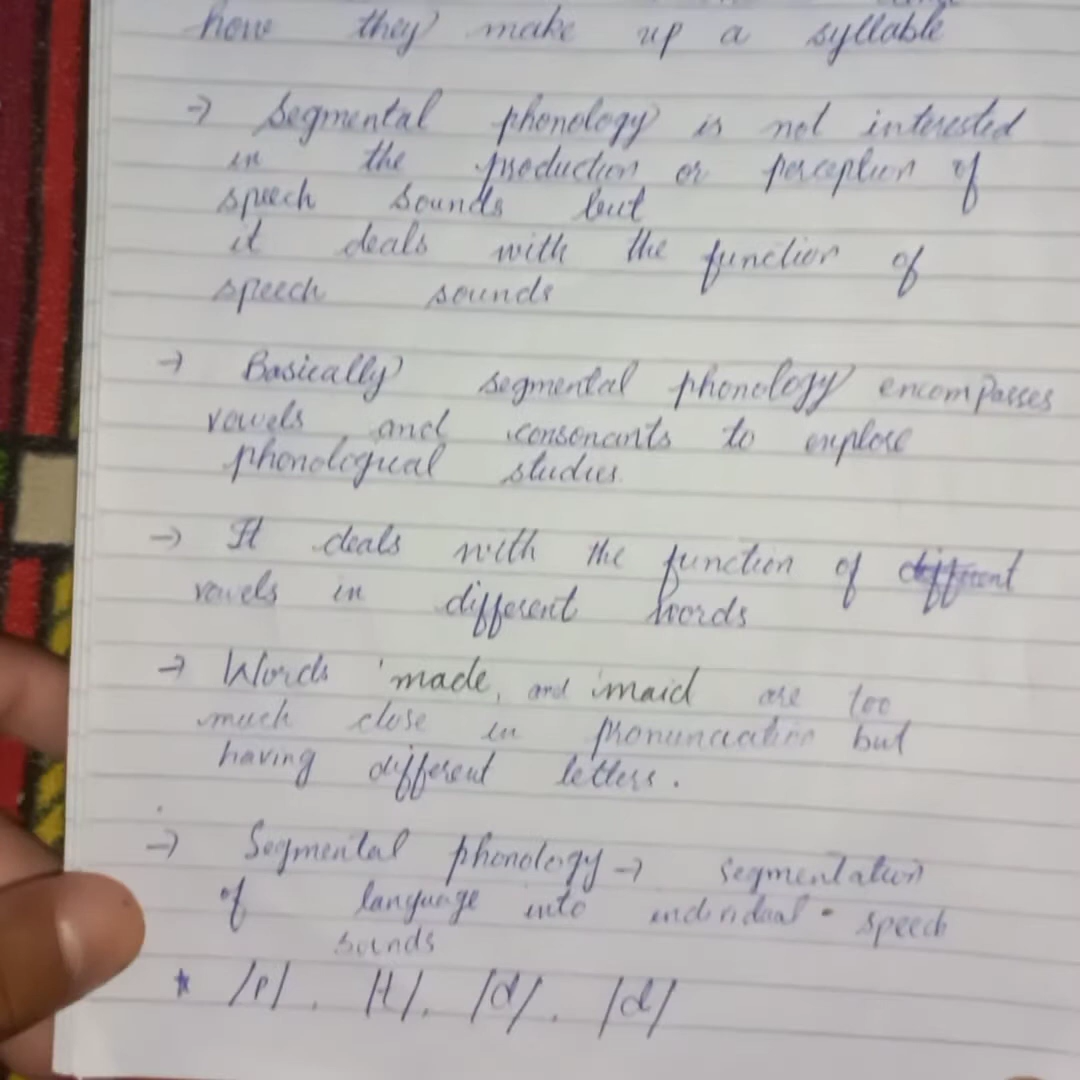 how they make up a syllable
→ Segmental phonology is not interested
in the production or perception of
speech sounds but
it deals with the function of
speech sounds
→ Basically segmental phonology encompasses
vowels and consonants to explore
phonological studies.
→ It deals with the function of different
vowels in different words
→ Words 'made, and 'maid are too
much close in pronunciation but
having different letters.
→ Segmental phonology → segmentation
of language into individual speech
sounds
* /p/, /t/, /d/, /d/